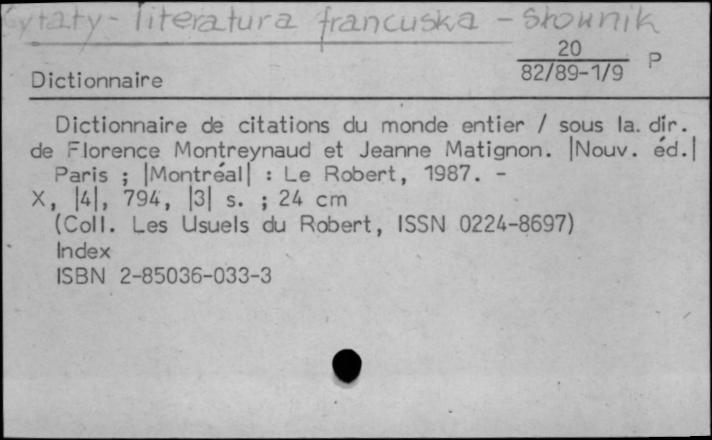 Cytaty - literatura francuska - słownik
20
82/89-1/9 P
Dictionnaire
Dictionnaire de citations du monde entier / sous la. dir.
de Florence Montreynaud et Jeanne Matignon. |Nouv. éd.|
Paris ; |Montréal| : Le Robert, 1987. -
X, |4|, 794, |3| s. ; 24 cm
(Coll. Les Usuels du Robert, ISSN 0224-8697)
Index
ISBN 2-85036-033-3